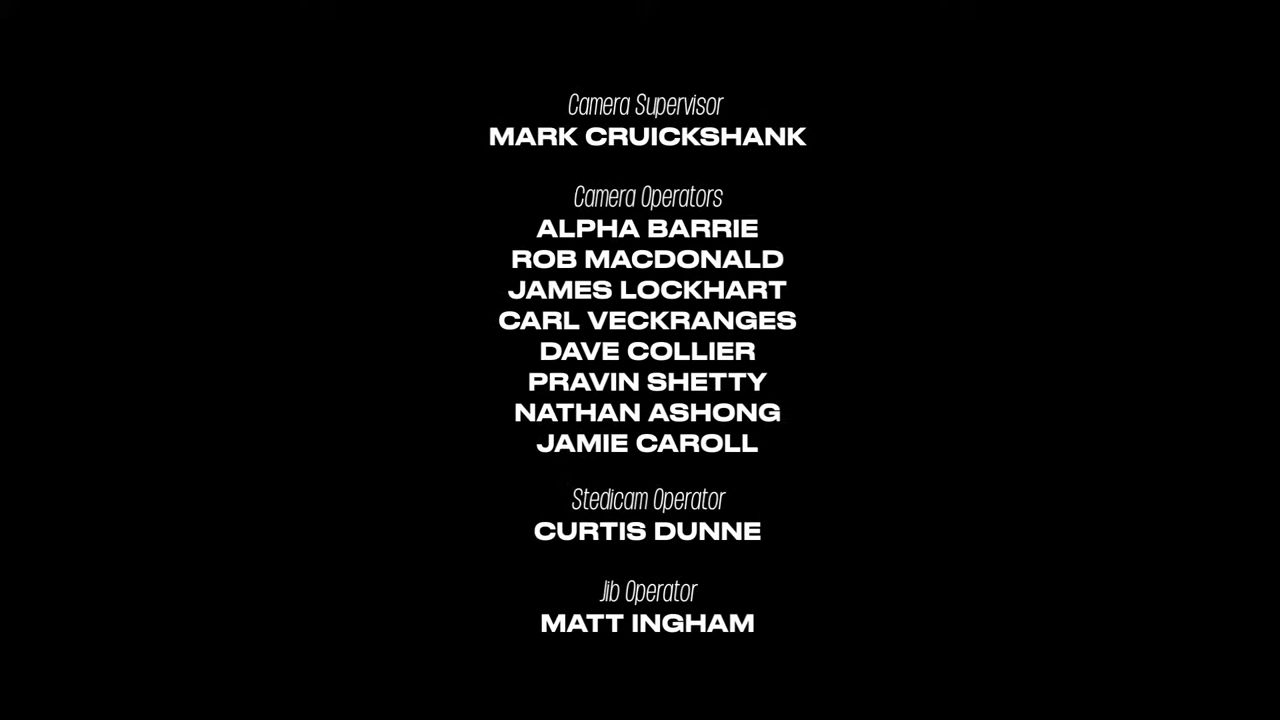 Camera Supervisor
MARK CRUICKSHANK
Camera Operators
ALPHA BARRIE
ROB MACDONALD
JAMES LOCKHART
CARL VECKRANGES
DAVE COLLIER
PRAVIN SHETTY
NATHAN ASHONG
JAMIE CAROLL
Stedicam Operator
CURTIS DUNNE
Jib Operator
MATT INGHAM